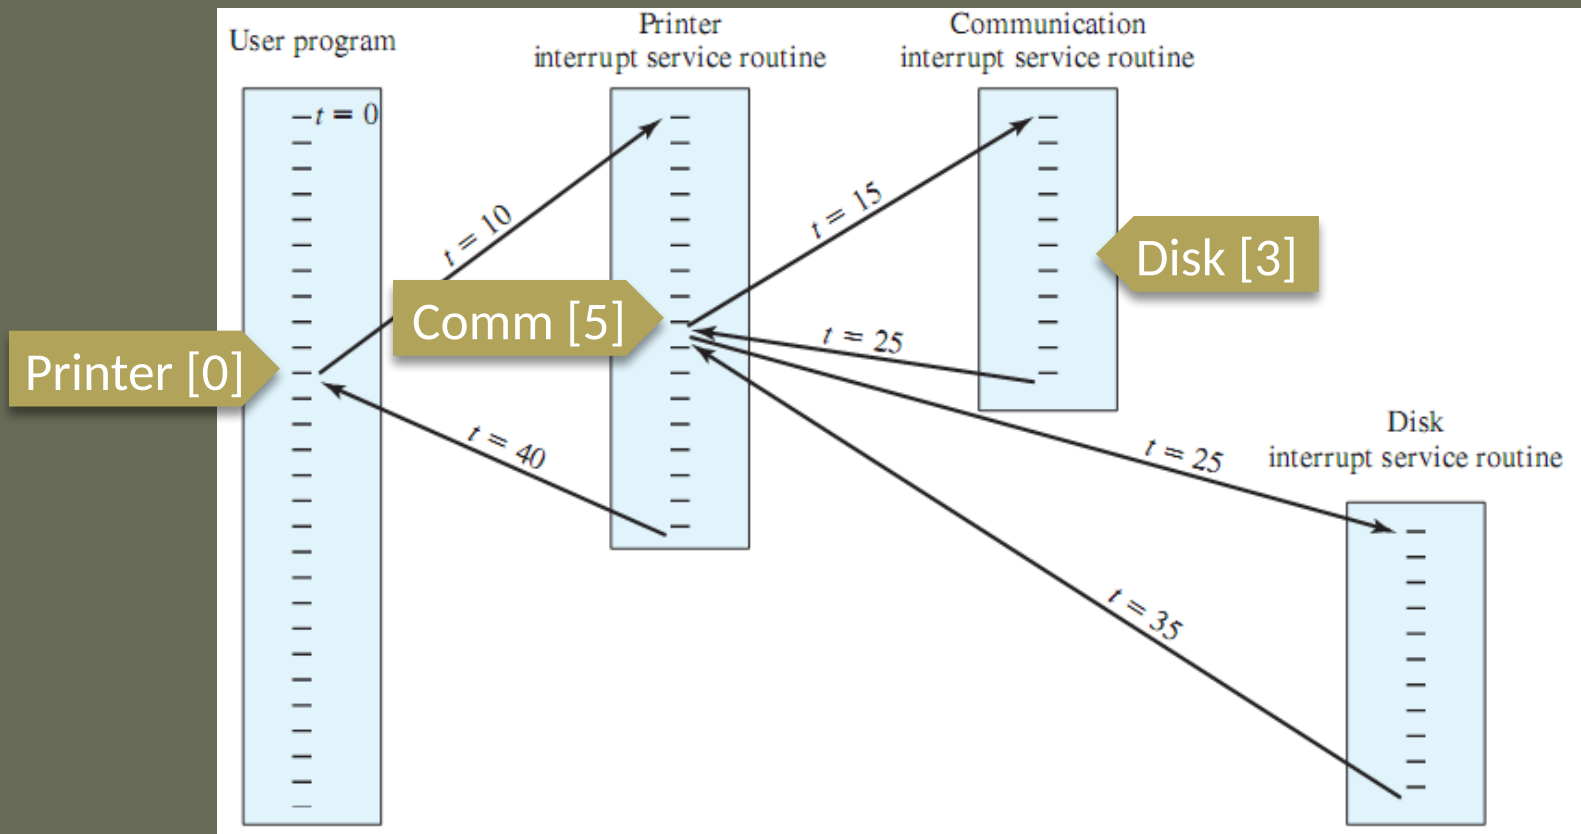 User program
Printer
interrupt service routine
Communication
interrupt service routine
t = 0
t = 10
t = 15
Disk [3]
Comm [5]
t = 25
Printer [0]
t = 40
t = 25
Disk
interrupt service routine
t = 35